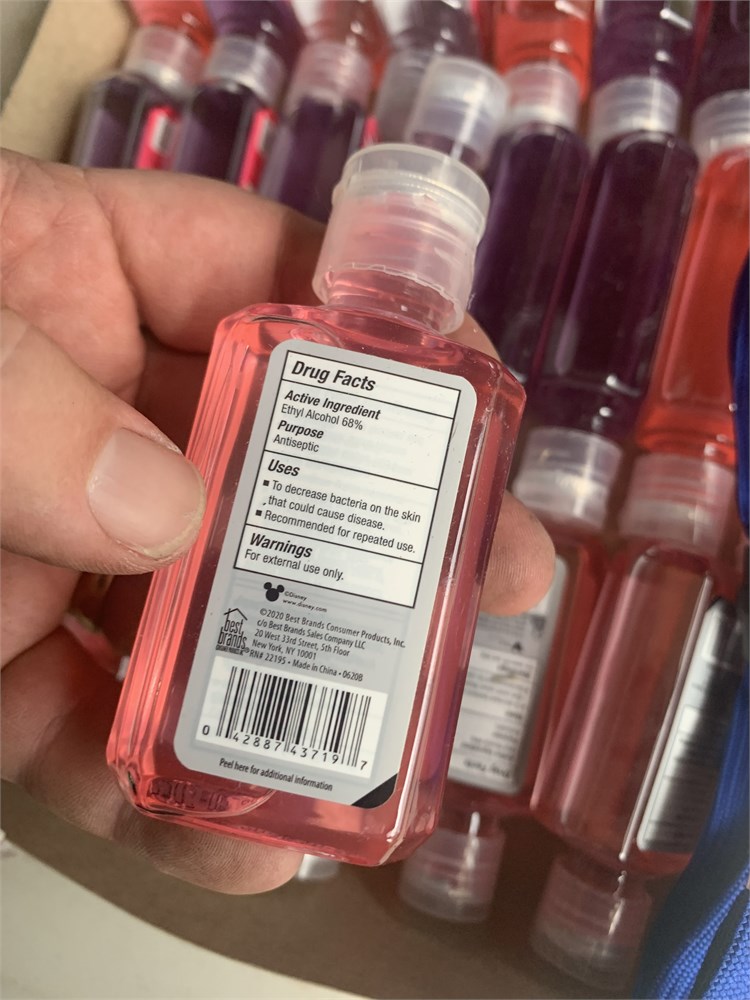 Drug Facts
Active Ingredient
Ethyl Alcohol 68%
Purpose
Antiseptic
Uses
▪ To decrease bacteria on the skin
that could cause disease.
▪ Recommended for repeated use.
Warnings
For external use only.
©Disney
www.disney.com
best
brands
©2020 Best Brands Consumer Products, Inc.
c/o Best Brands Sales Company LLC
20 West 33rd Street, 5th Floor
New York, NY 10001
RN# 22195 • Made in China • 0620B
0 42887 43719 7
Peel here for additional information